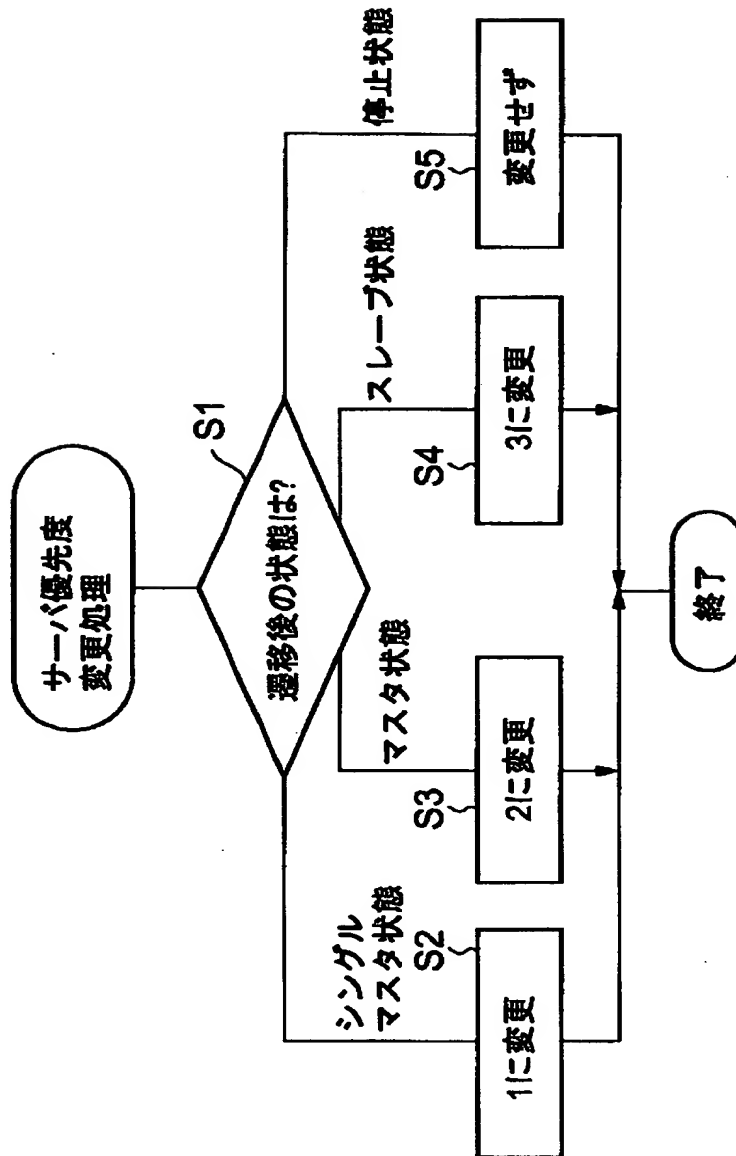 サーバ優先度
変更処理
S1
遷移後の状態は?
シングル
マスタ状態
マスタ状態
スレーブ状態
停止状態
S2
1に変更
S3
2に変更
S4
3に変更
S5
変更せず
終了